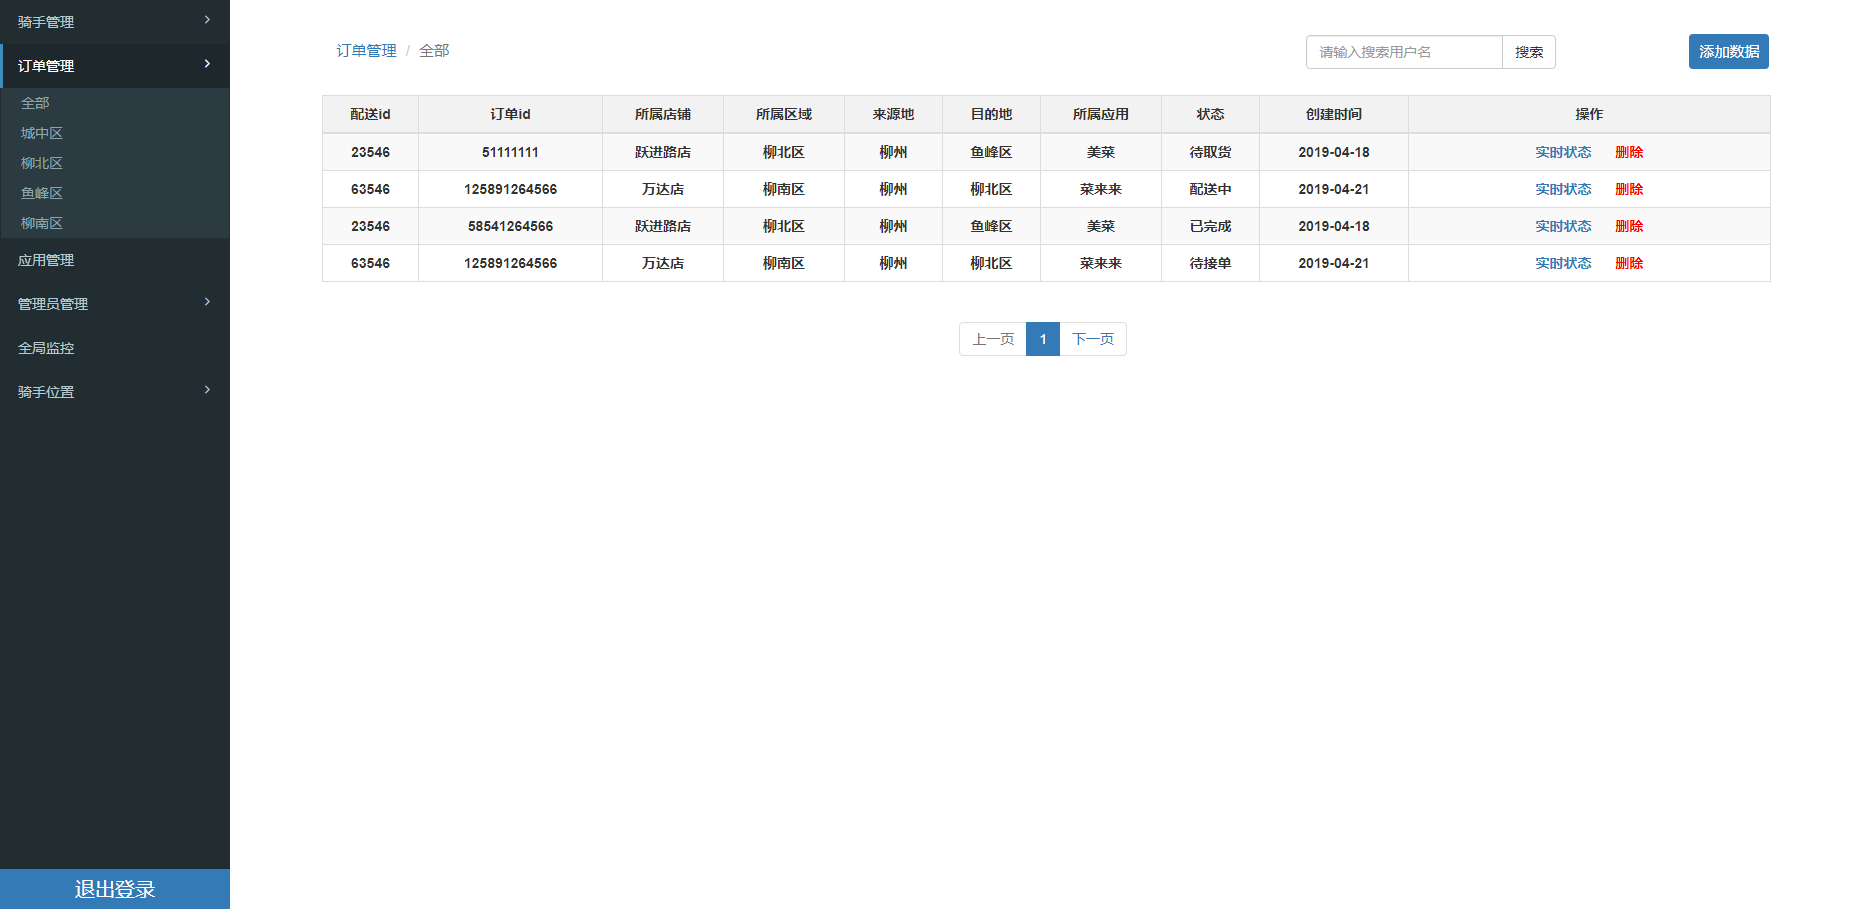 骑手管理
订单管理
全部
城中区
柳北区
鱼峰区
柳南区
应用管理
管理员管理
全局监控
骑手位置
退出登录
订单管理 / 全部
请输入搜索用户名 搜索 添加数据
配送id 订单id 所属店铺 所属区域 来源地 目的地 所属应用 状态 创建时间 操作
23546 51111111 跃进路店 柳北区 柳州 鱼峰区 美菜 待取货 2019-04-18 实时状态 删除
63546 125891264566 万达店 柳南区 柳州 柳北区 菜来来 配送中 2019-04-21 实时状态 删除
23546 58541264566 跃进路店 柳北区 柳州 鱼峰区 美菜 已完成 2019-04-18 实时状态 删除
63546 125891264566 万达店 柳南区 柳州 柳北区 菜来来 待接单 2019-04-21 实时状态 删除
上一页 1 下一页